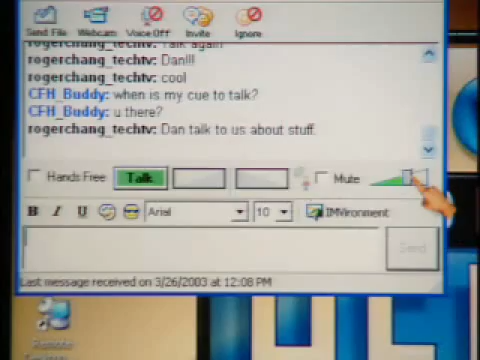 Send File Webcam Voice Off Invite Ignore
rogerchang_techtv: Talk again
rogerchang_techtv: Dan!!!
rogerchang_techtv: cool
CFH_Buddy: when is my cue to talk?
CFH_Buddy: u there?
rogerchang_techtv: Dan talk to us about stuff.
Hands Free Talk Mute
B I U Arial 10 IMVironment
Send
Last message received on 3/26/2003 at 12:08 PM
Remote
Desktop